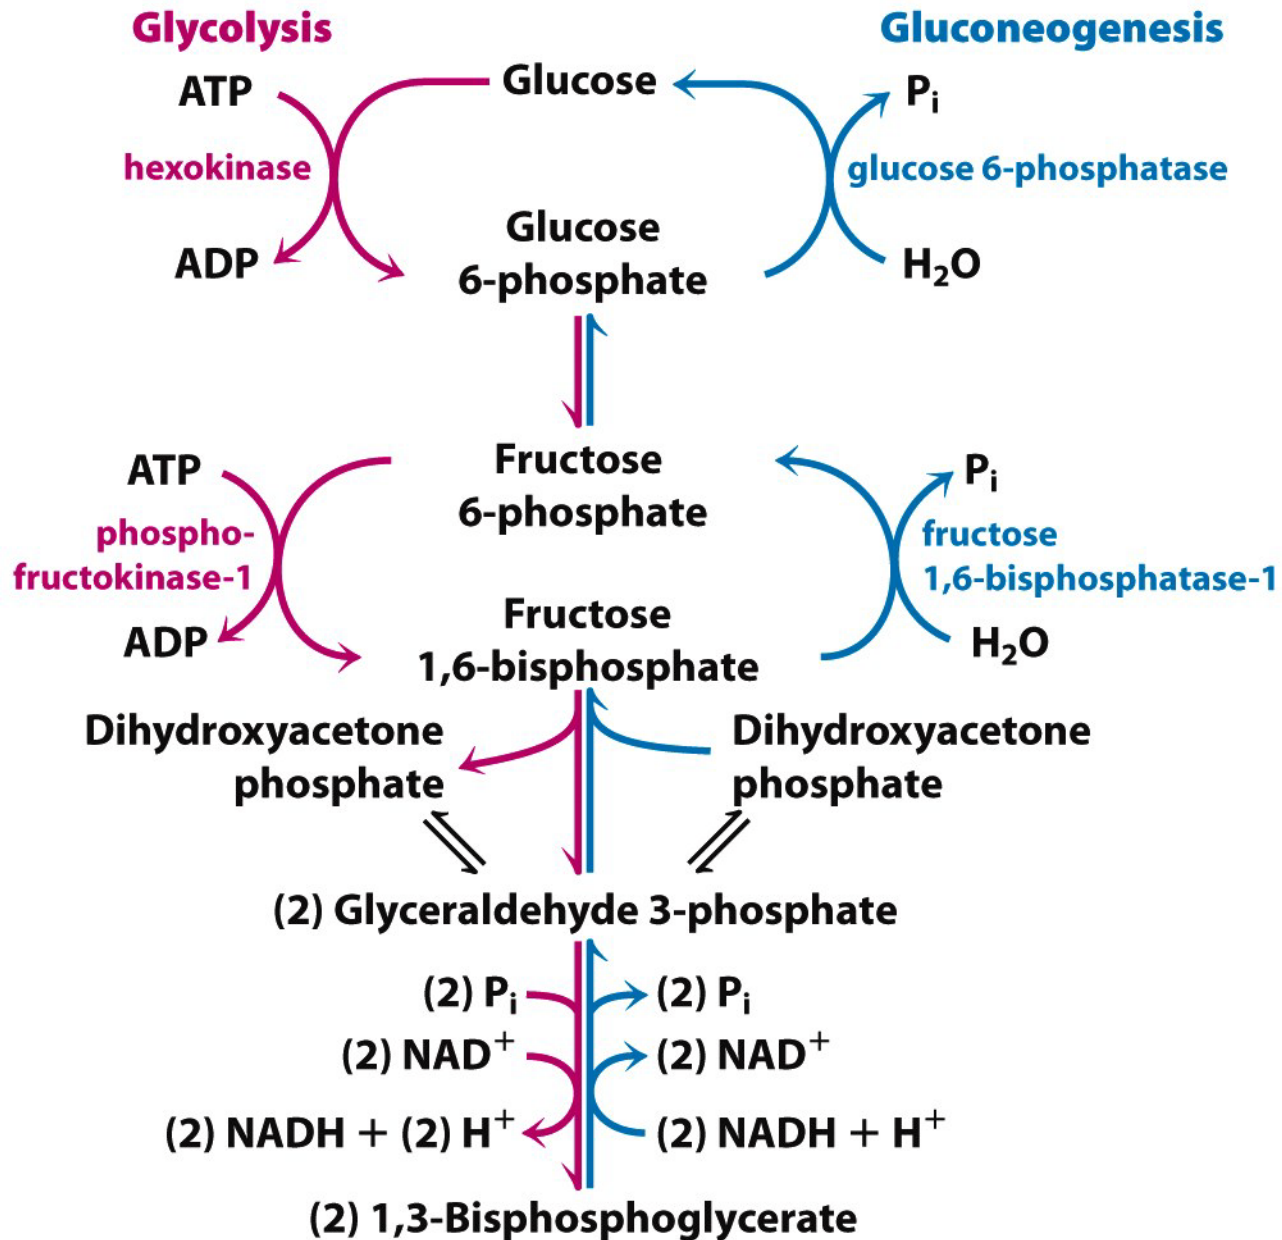 Glycolysis
Gluconeogenesis
ATP
Glucose
Pi
hexokinase
glucose 6-phosphatase
Glucose
6-phosphate
ADP
H2O
ATP
Fructose
6-phosphate
Pi
phospho-
fructokinase-1
fructose
1,6-bisphosphatase-1
ADP
Fructose
1,6-bisphosphate
H2O
Dihydroxyacetone
phosphate
Dihydroxyacetone
phosphate
(2) Glyceraldehyde 3-phosphate
(2) Pi
(2) Pi
(2) NAD+
(2) NAD+
(2) NADH + (2) H+
(2) NADH + H+
(2) 1,3-Bisphosphoglycerate